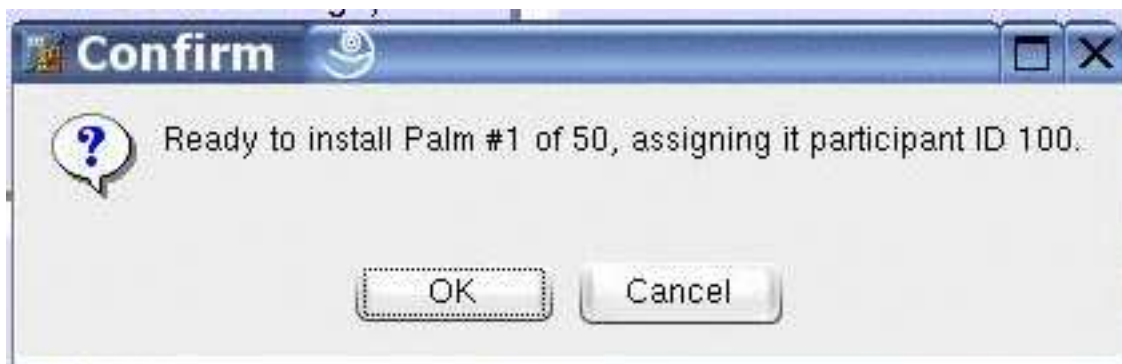 Confirm
Ready to install Palm #1 of 50, assigning it participant ID 100.
OK
Cancel